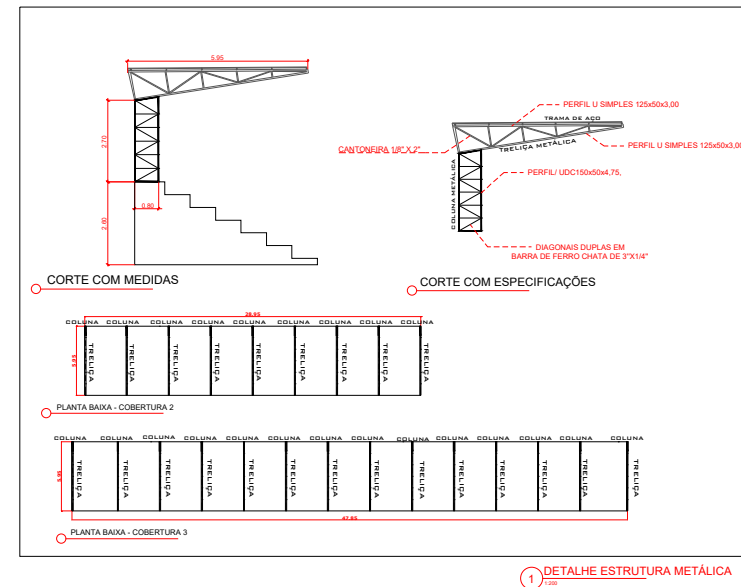 5.95
2.70
0.80
2.60
CORTE COM MEDIDAS
PERFIL U SIMPLES 125x50x3,00
TRAMA DE AÇO
CANTONEIRA 1/8" X 2"
TRELIÇA METÁLICA
PERFIL U SIMPLES 125x50x3,00
COLUNA METÁLICA
PERFIL/ UDC150x50x4,75,
DIAGONAIS DUPLAS EM
BARRA DE FERRO CHATA DE 3"X1/4"
CORTE COM ESPECIFICAÇÕES
28.95
COLUNA COLUNA COLUNA COLUNA COLUNA COLUNA COLUNA COLUNA COLUNA
5.95
TRELIÇA TRELIÇA TRELIÇA TRELIÇA TRELIÇA TRELIÇA TRELIÇA TRELIÇA TRELIÇA
PLANTA BAIXA - COBERTURA 2
COLUNA COLUNA COLUNA COLUNA COLUNA COLUNA COLUNA COLUNA COLUNA COLUNA COLUNA COLUNA COLUNA COLUNA
5.95
TRELIÇA TRELIÇA TRELIÇA TRELIÇA TRELIÇA TRELIÇA TRELIÇA TRELIÇA TRELIÇA TRELIÇA TRELIÇA TRELIÇA TRELIÇA TRELIÇA
47.95
PLANTA BAIXA - COBERTURA 3
1 DETALHE ESTRUTURA METÁLICA
1:200